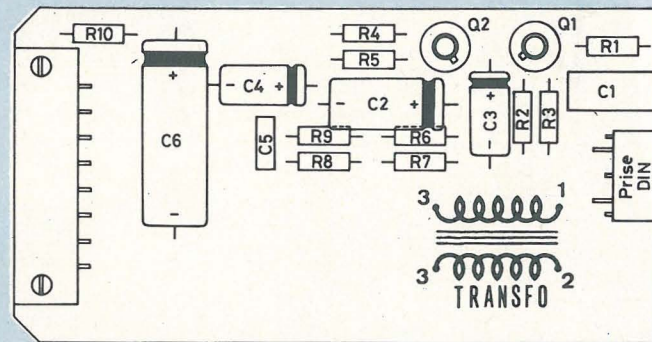 R10
R4
R5
Q2
Q1
R1
+
C6
-
- C4 +
- C2 +
+
C3
-
R2
R3
C1
C5
R9
R6
R8
R7
Prise
DIN
3 1
3 2
TRANSFO